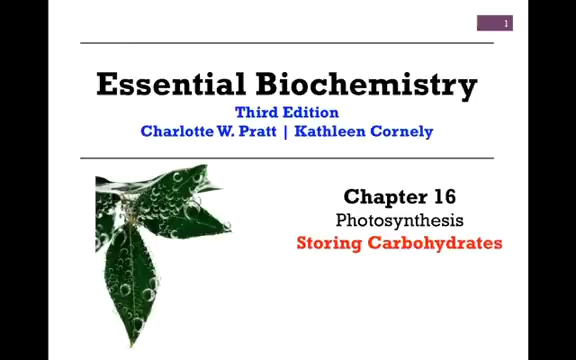 1
Essential Biochemistry
Third Edition
Charlotte W. Pratt | Kathleen Cornely
Chapter 16
Photosynthesis
Storing Carbohydrates